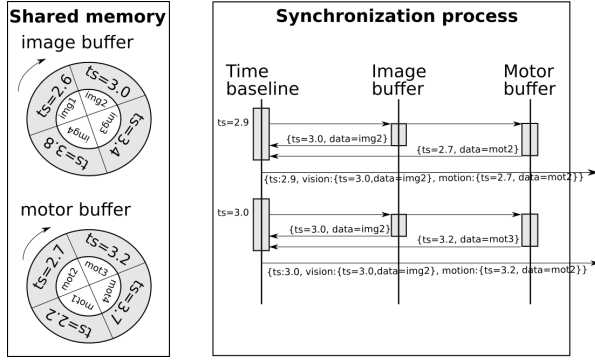 Shared memory
image buffer
ts=2.6
ts=3.0
img1
img2
img4
img3
ts=3.8
ts=3.4
motor buffer
ts=2.7
ts=3.2
mot2
mot3
mot1
mot4
ts=2.2
ts=3.7
Synchronization process
Time
baseline
Image
buffer
Motor
buffer
ts=2.9
{ts=3.0, data=img2}
{ts=2.7, data=mot2}
{ts:2.9, vision:{ts=3.0,data=img2}, motion:{ts=2.7, data=mot2}}
ts=3.0
{ts=3.0, data=img2}
{ts=3.2, data=mot3}
{ts:3.0, vision:{ts=3.0,data=img2}, motion:{ts=3.2, data=mot2}}